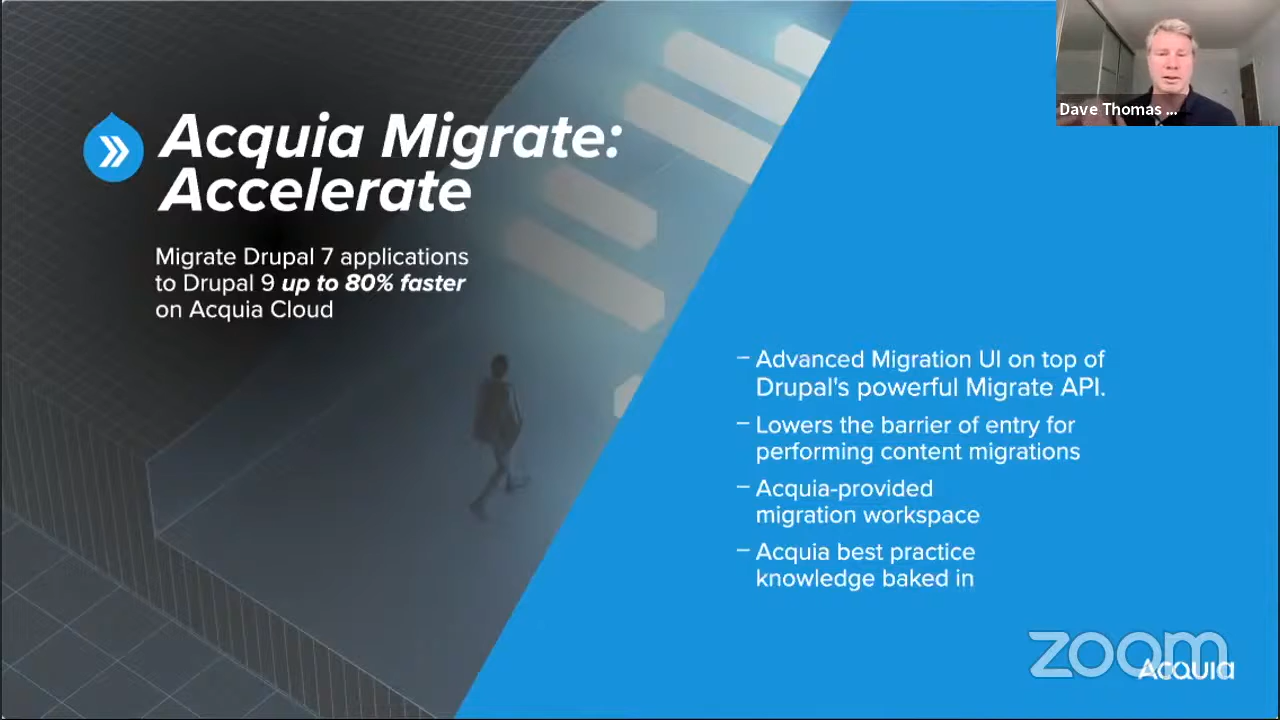 Dave Thomas ...
Acquia Migrate:
Accelerate
Migrate Drupal 7 applications
to Drupal 9 up to 80% faster
on Acquia Cloud
– Advanced Migration UI on top of
Drupal's powerful Migrate API.
– Lowers the barrier of entry for
performing content migrations
– Acquia-provided
migration workspace
– Acquia best practice
knowledge baked in
zoom
Acquia